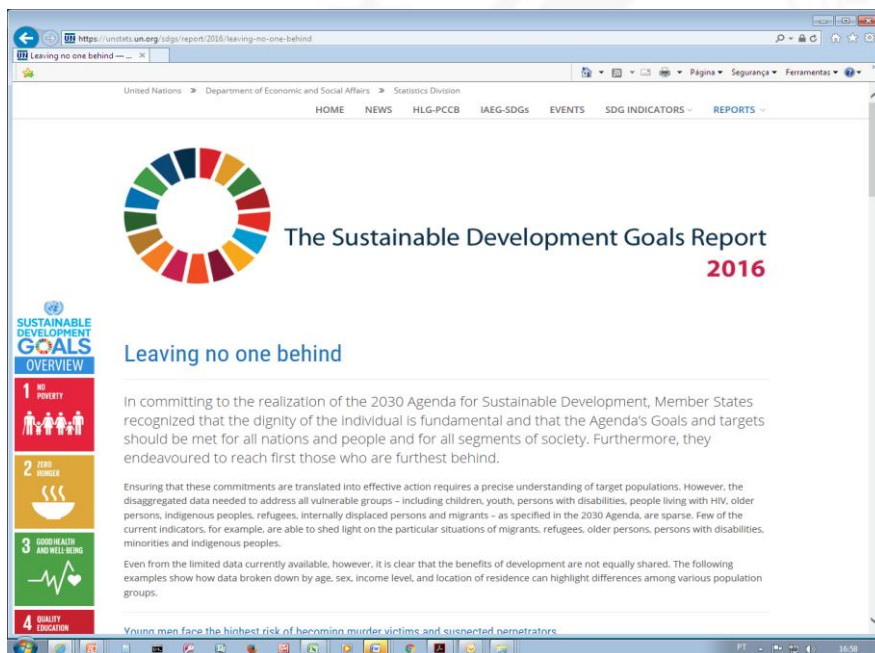 https://unstats.un.org/sdgs/report/2016/leaving-no-one-behind
Leaving no one behind — ...
Página Segurança Ferramentas
United Nations » Department of Economic and Social Affairs » Statistics Division
HOME NEWS HLG-PCCB IAEG-SDGs EVENTS SDG INDICATORS REPORTS
The Sustainable Development Goals Report
2016
SUSTAINABLE
DEVELOPMENT
GOALS
OVERVIEW
1 NO
POVERTY
2 ZERO
HUNGER
3 GOOD HEALTH
AND WELL-BEING
4 QUALITY
EDUCATION
Leaving no one behind
In committing to the realization of the 2030 Agenda for Sustainable Development, Member States
recognized that the dignity of the individual is fundamental and that the Agenda's Goals and targets
should be met for all nations and people and for all segments of society. Furthermore, they
endeavoured to reach first those who are furthest behind.
Ensuring that these commitments are translated into effective action requires a precise understanding of target populations. However, the
disaggregated data needed to address all vulnerable groups – including children, youth, persons with disabilities, people living with HIV, older
persons, indigenous peoples, refugees, internally displaced persons and migrants – as specified in the 2030 Agenda, are sparse. Few of the
current indicators, for example, are able to shed light on the particular situations of migrants, refugees, older persons, persons with disabilities,
minorities and indigenous peoples.
Even from the limited data currently available, however, it is clear that the benefits of development are not equally shared. The following
examples show how data broken down by age, sex, income level, and location of residence can highlight differences among various population
groups.
Young men face the highest risk of becoming murder victims and suspected perpetrators
PT 16:58